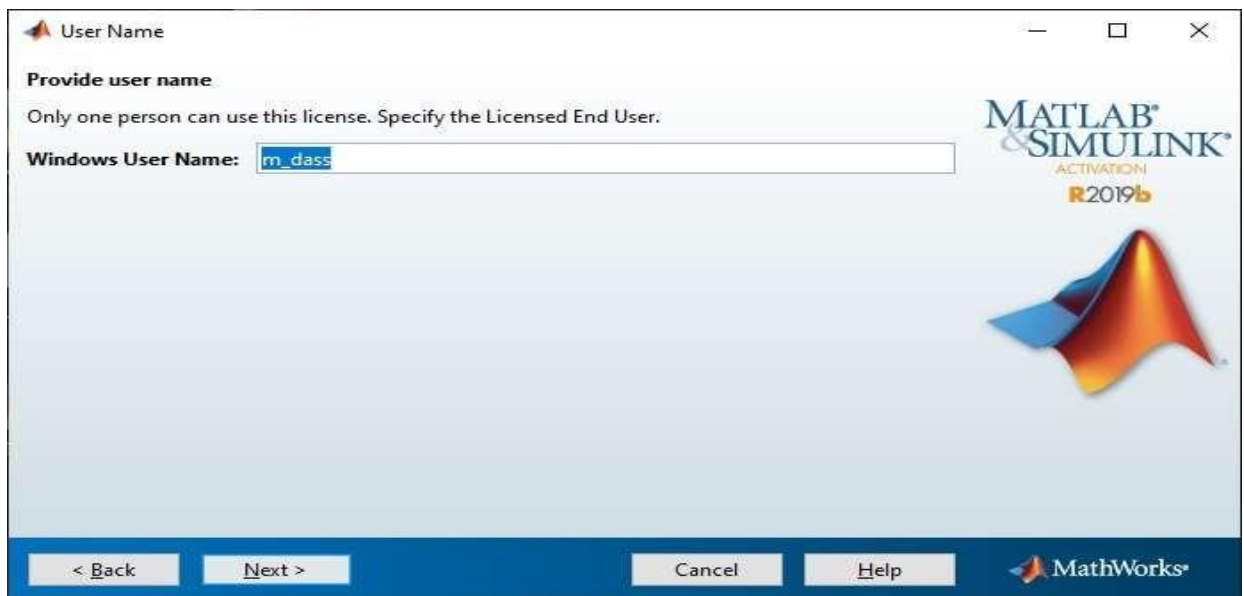 User Name
Provide user name
Only one person can use this license. Specify the Licensed End User.
Windows User Name: m_dass
MATLAB®
&SIMULINK®
ACTIVATION
R2019b
< Back Next > Cancel Help MathWorks®